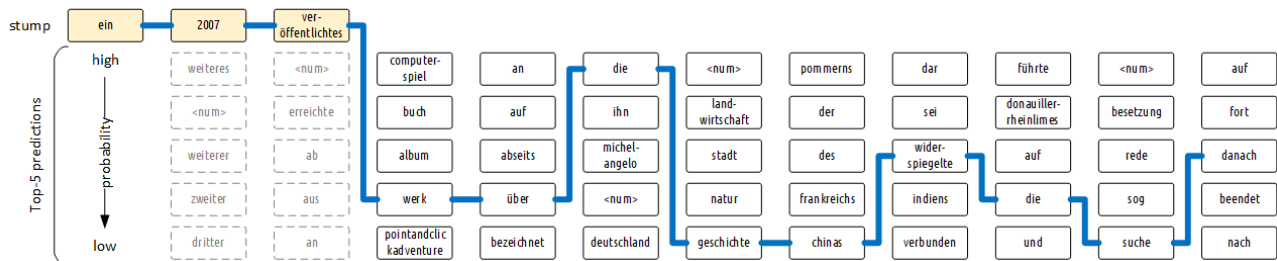 stump ein 2007 ver-
öffentlichtes
Top-5 predictions
high
probability
low
weiteres <num> computer-
spiel an die <num> pommerns dar führte <num> auf
<num> erreichte buch auf ihn land-
wirtschaft der sei donauiller-
rheinlimes besetzung fort
weiterer ab album abseits michel-
angelo stadt des wider-
spiegelte auf rede danach
zweiter aus werk über <num> natur frankreichs indiens die sog beendet
dritter an pointandclic
kadventure bezeichnet deutschland geschichte chinas verbunden und suche nach